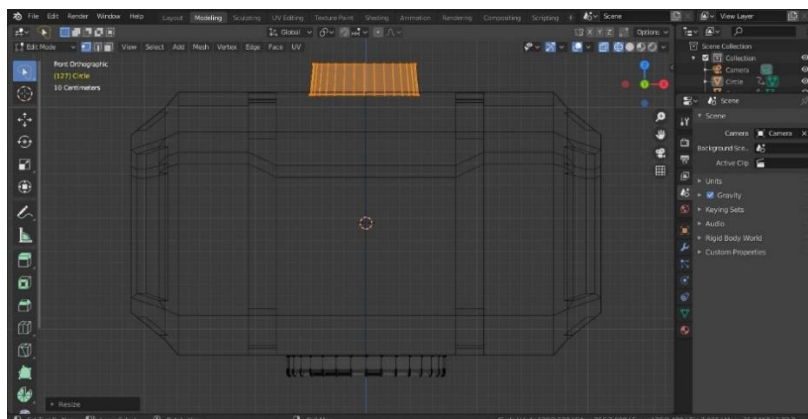 File Edit Render Window Help Layout Modeling Sculpting UV Editing Texture Paint Shading Animation Rendering Compositing Scripting + Scene View Layer
Global X Y Z Options
Edit Mode View Select Add Mesh Vertex Edge Face UV
Front Orthographic
(127) Circle
10 Centimeters
Z
Scene Collection
Collection
Camera
Circle
Scene
Scene
Camera Camera
Background Sce..
Active Clip
Units
Gravity
Keying Sets
Audio
Rigid Body World
Custom Properties
Resize